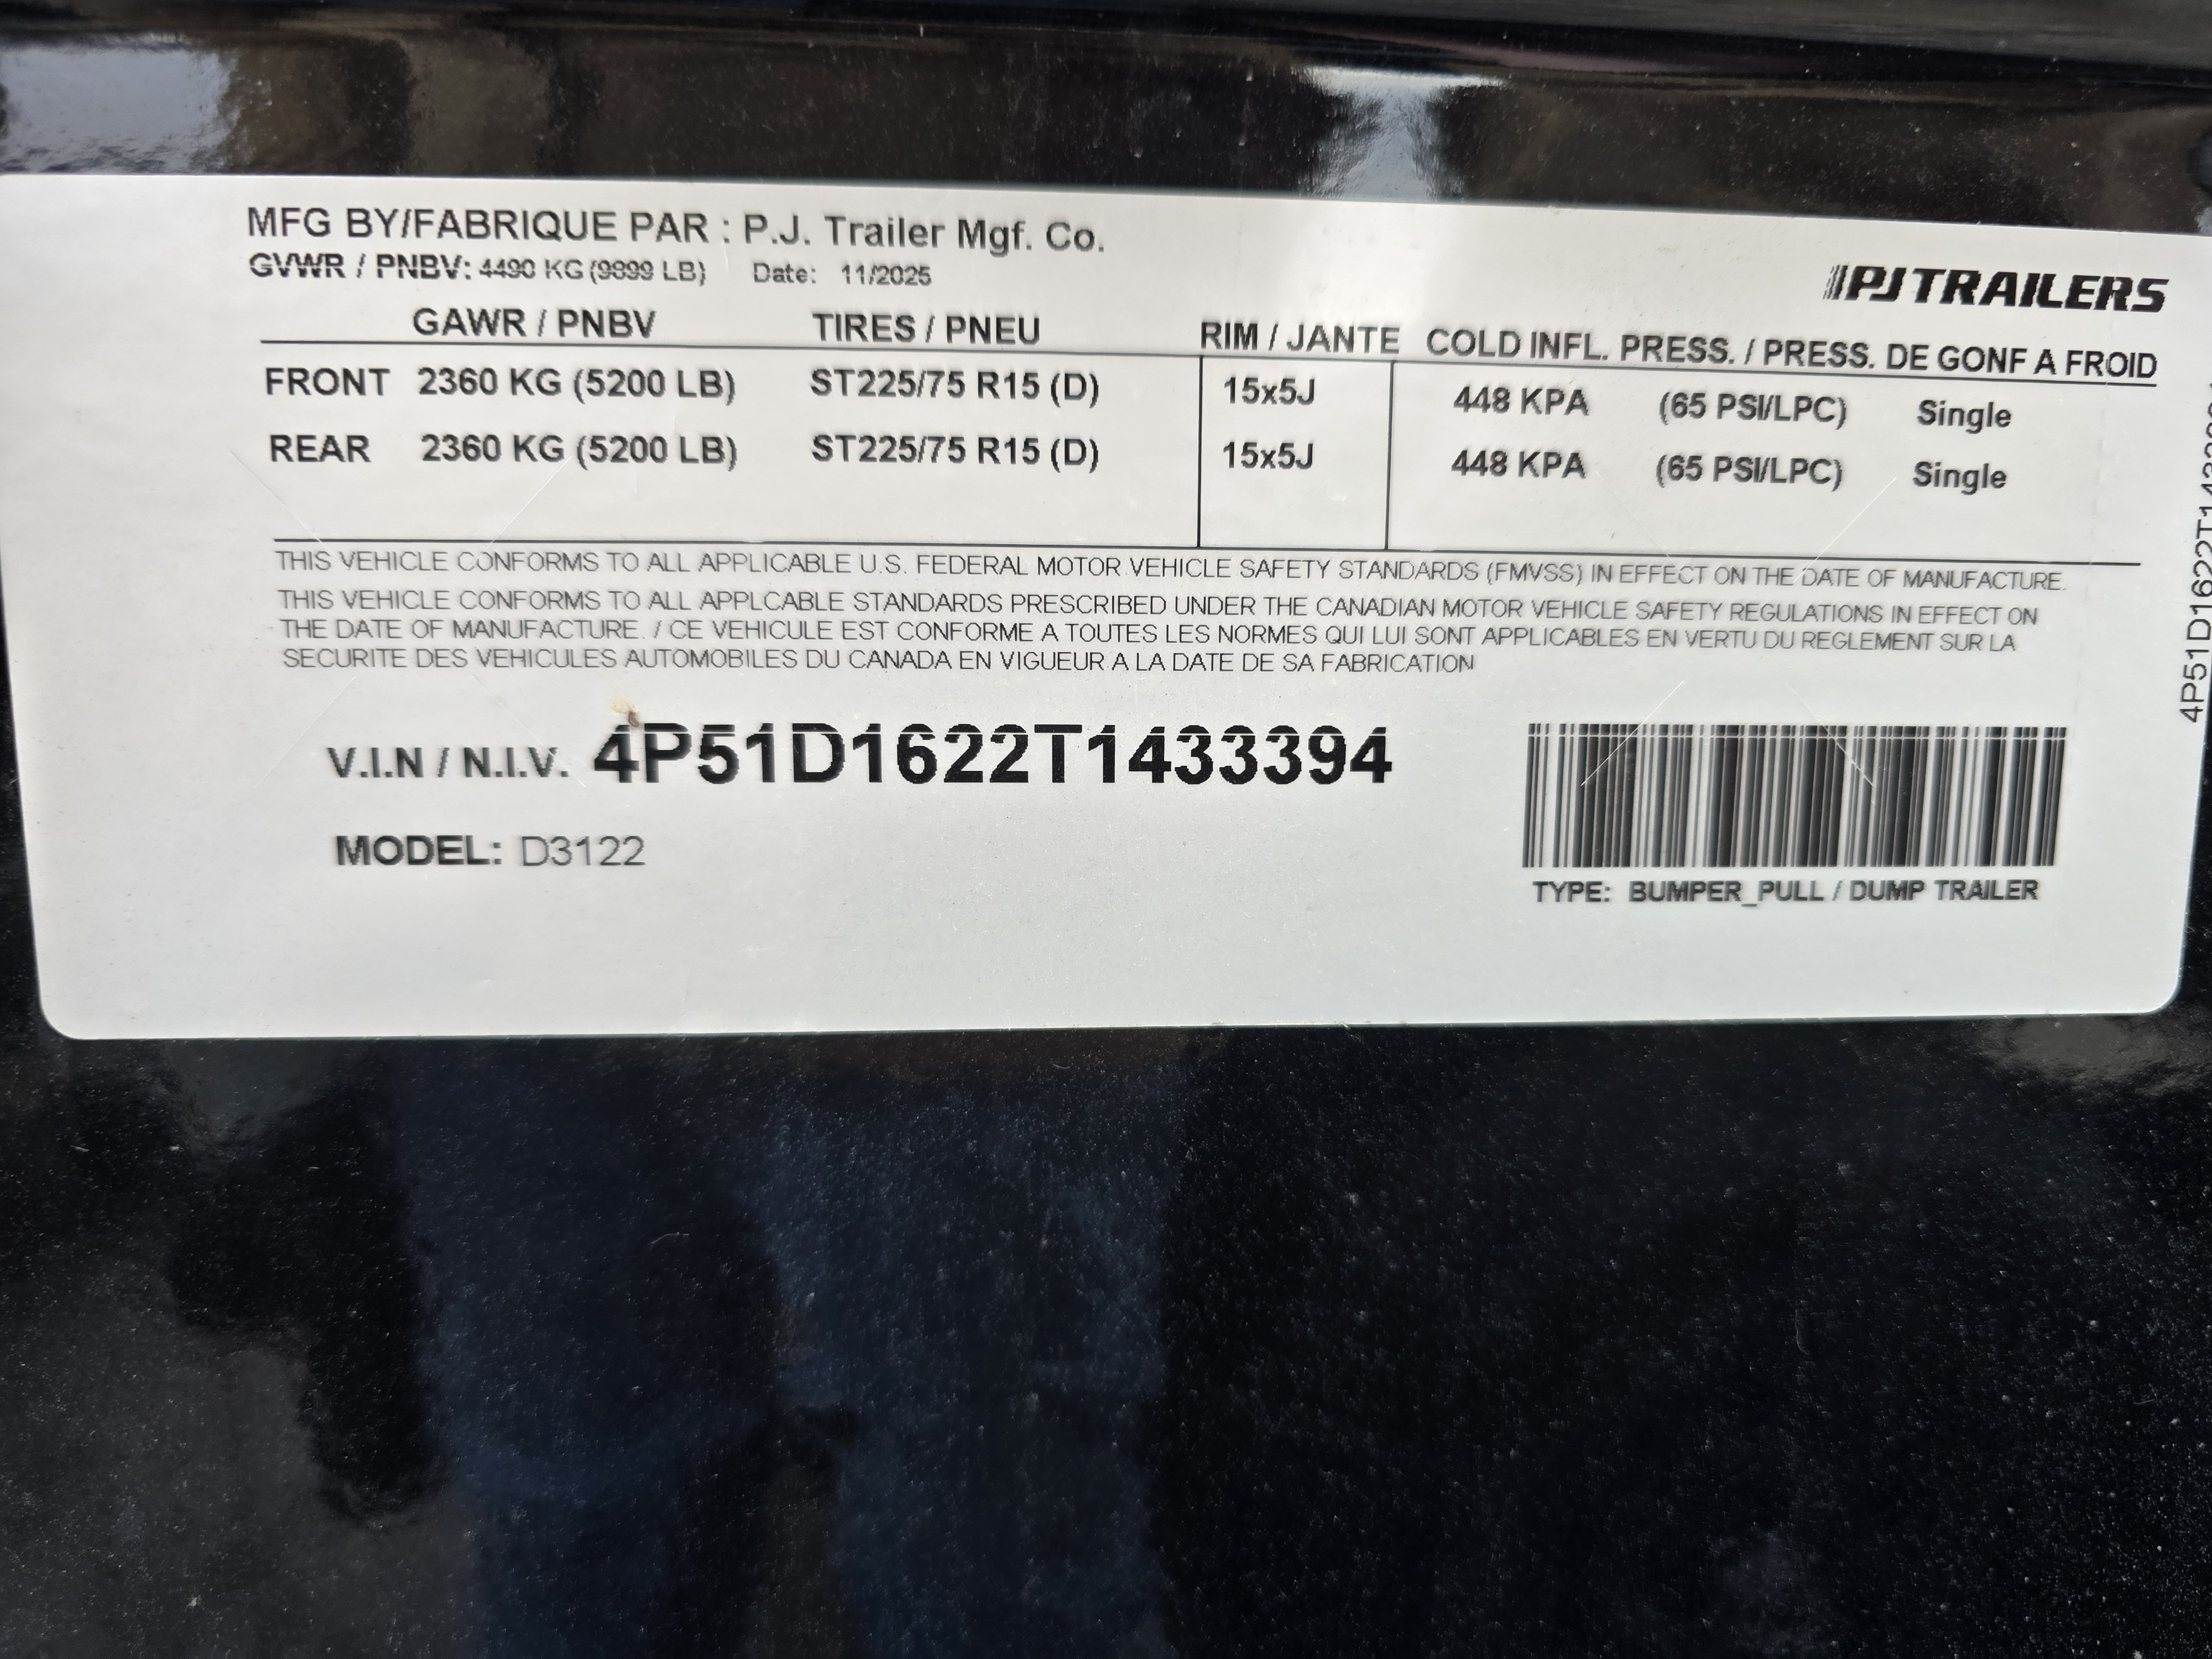 MFG BY/FABRIQUE PAR : P.J. Trailer Mgf. Co.
GVWR / PNBV: 4490 KG (9899 LB) Date: 11/2025
PJ TRAILERS
GAWR / PNBV TIRES / PNEU RIM / JANTE COLD INFL. PRESS. / PRESS. DE GONF A FROID
FRONT 2360 KG (5200 LB) ST225/75 R15 (D) 15x5J 448 KPA (65 PSI/LPC) Single
REAR 2360 KG (5200 LB) ST225/75 R15 (D) 15x5J 448 KPA (65 PSI/LPC) Single
THIS VEHICLE CONFORMS TO ALL APPLICABLE U.S. FEDERAL MOTOR VEHICLE SAFETY STANDARDS (FMVSS) IN EFFECT ON THE DATE OF MANUFACTURE.
THIS VEHICLE CONFORMS TO ALL APPLCABLE STANDARDS PRESCRIBED UNDER THE CANADIAN MOTOR VEHICLE SAFETY REGULATIONS IN EFFECT ON
THE DATE OF MANUFACTURE. / CE VEHICULE EST CONFORME A TOUTES LES NORMES QUI LUI SONT APPLICABLES EN VERTU DU REGLEMENT SUR LA
SECURITE DES VEHICULES AUTOMOBILES DU CANADA EN VIGUEUR A LA DATE DE SA FABRICATION
V.I.N / N.I.V. 4P51D1622T1433394
MODEL: D3122
TYPE: BUMPER_PULL / DUMP TRAILER